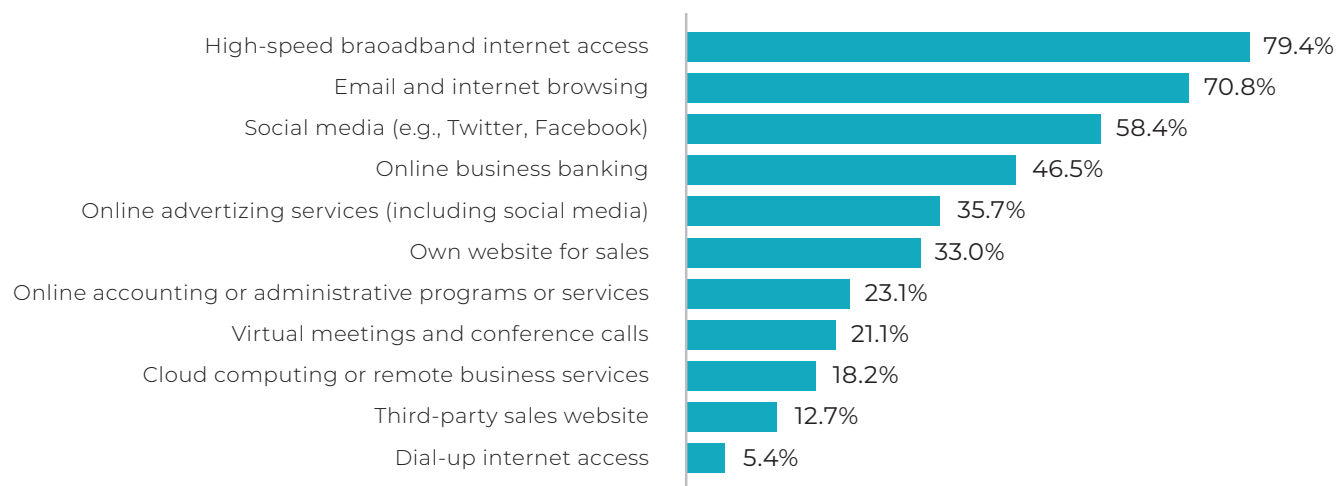 High-speed braoadband internet access 79.4%
Email and internet browsing 70.8%
Social media (e.g., Twitter, Facebook) 58.4%
Online business banking 46.5%
Online advertizing services (including social media) 35.7%
Own website for sales 33.0%
Online accounting or administrative programs or services 23.1%
Virtual meetings and conference calls 21.1%
Cloud computing or remote business services 18.2%
Third-party sales website 12.7%
Dial-up internet access 5.4%